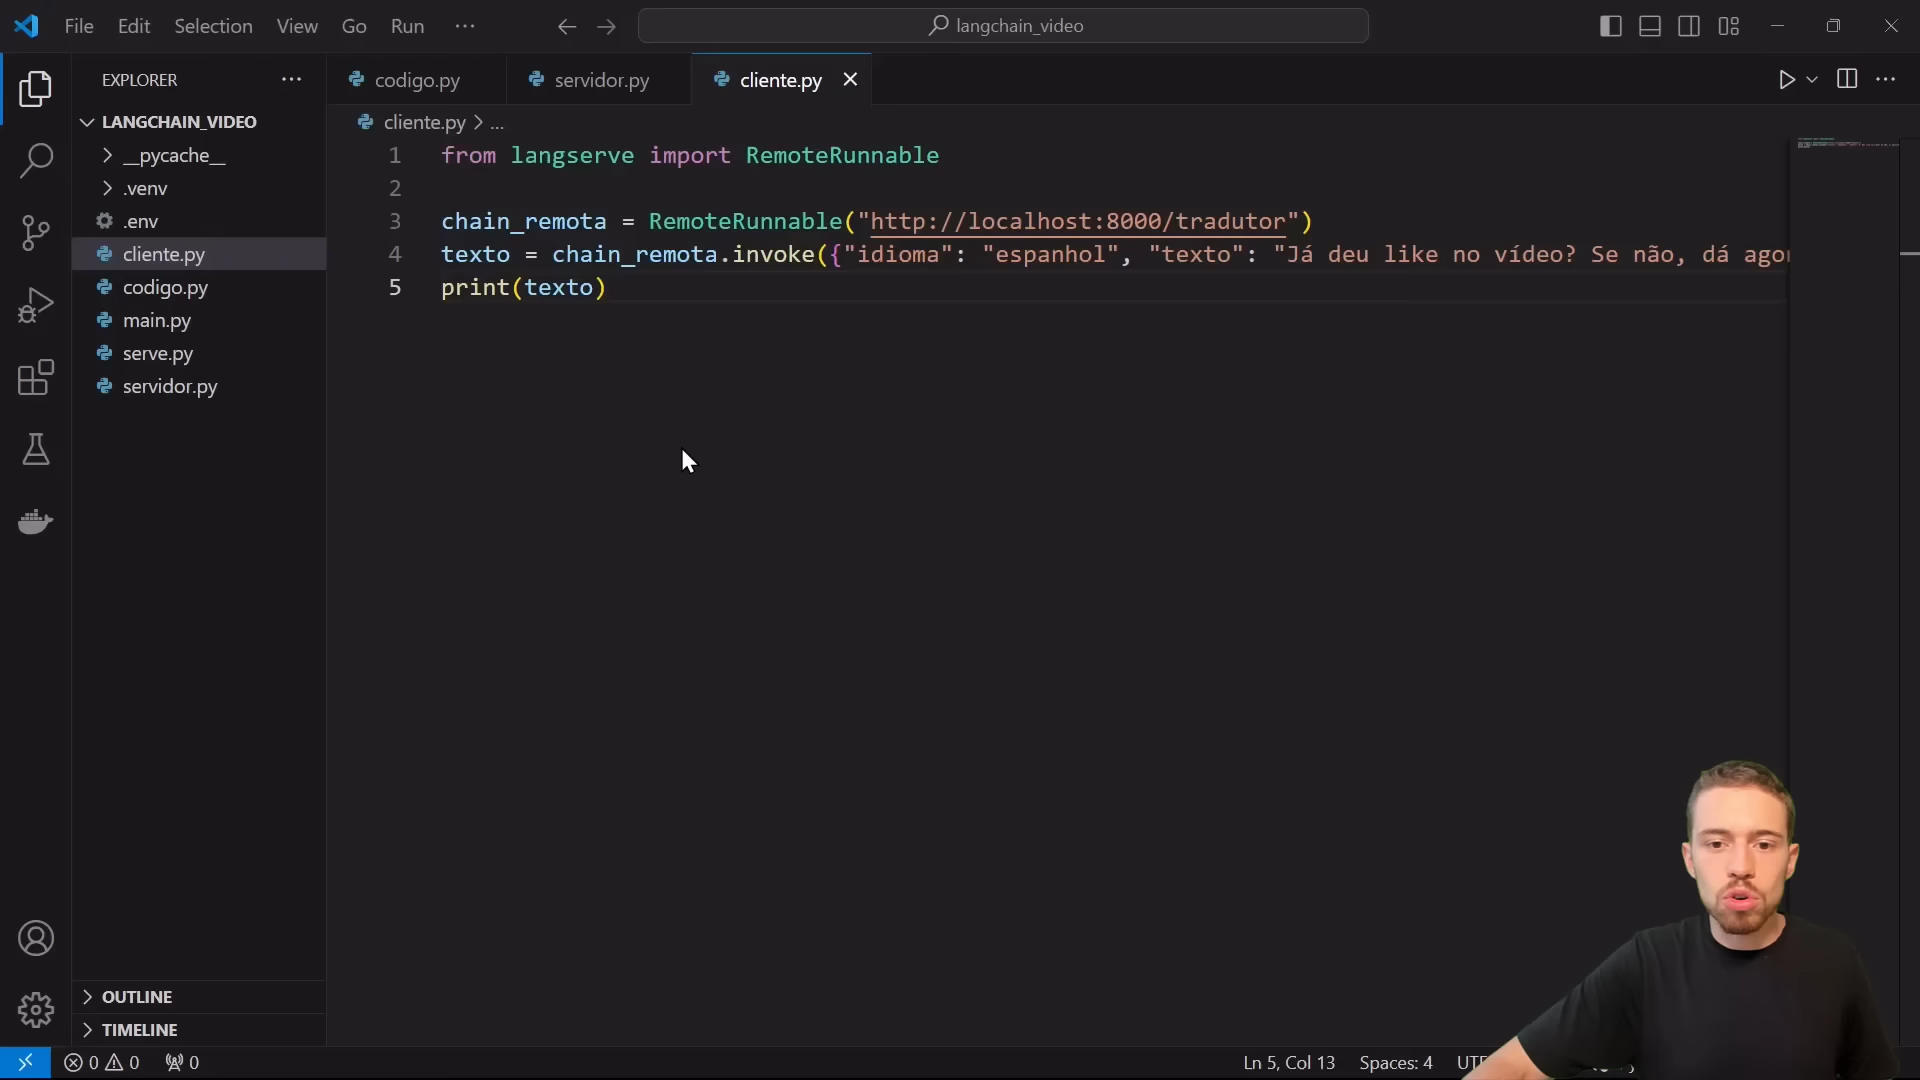 File Edit Selection View Go Run ... langchain_video
EXPLORER ...
LANGCHAIN_VIDEO
__pycache__
.venv
.env
cliente.py
codigo.py
main.py
serve.py
servidor.py
OUTLINE
TIMELINE
codigo.py servidor.py cliente.py
cliente.py > ...
1 from langserve import RemoteRunnable
2
3 chain_remota = RemoteRunnable("http://localhost:8000/tradutor")
4 texto = chain_remota.invoke({"idioma": "espanhol", "texto": "Já deu like no vídeo? Se não, dá
5 print(texto)
0 0 0 Ln 5, Col 13 Spaces: 4